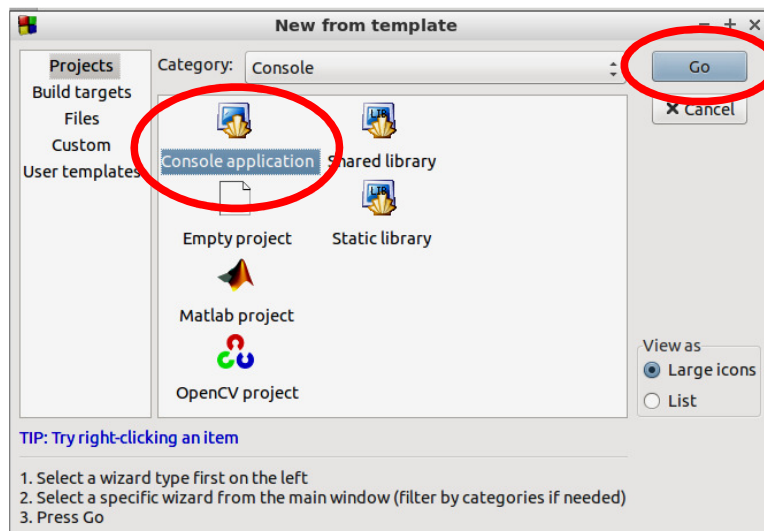 New from template
Projects
Build targets
Files
Custom
User templates
Category: Console
Go
Cancel
Console application
Shared library
Empty project
Static library
Matlab project
OpenCV project
View as
Large icons
List
TIP: Try right-clicking an item
1. Select a wizard type first on the left
2. Select a specific wizard from the main window (filter by categories if needed)
3. Press Go